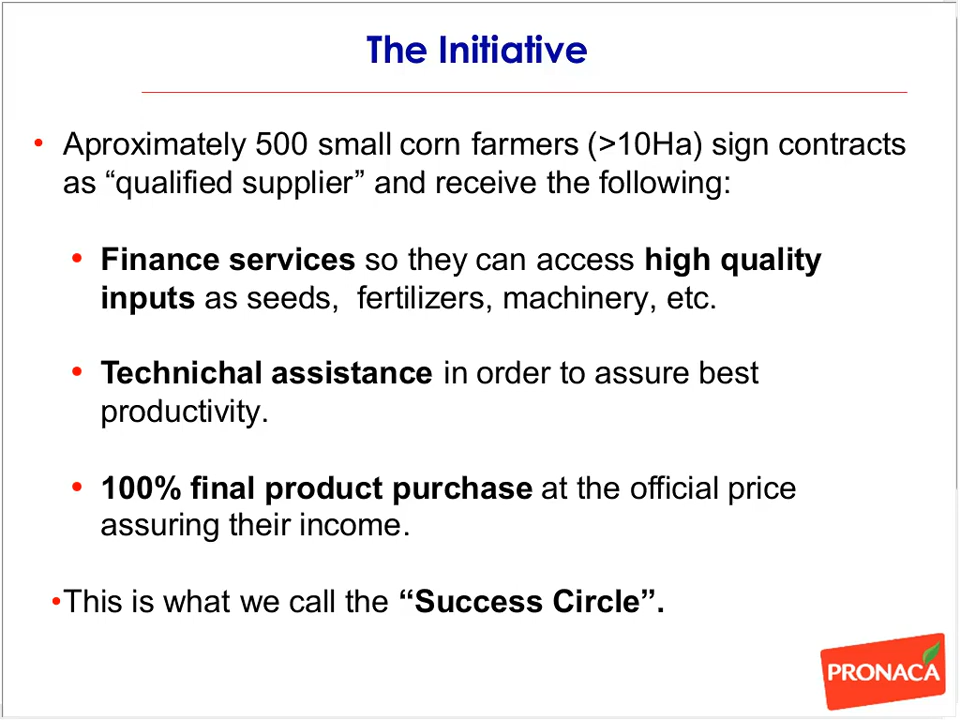 The Initiative
• Aproximately 500 small corn farmers (>10Ha) sign contracts
as “qualified supplier” and receive the following:
• Finance services so they can access high quality
inputs as seeds,  fertilizers, machinery, etc.
• Technichal assistance in order to assure best
productivity.
• 100% final product purchase at the official price
assuring their income.
•This is what we call the “Success Circle”.
PRONACA